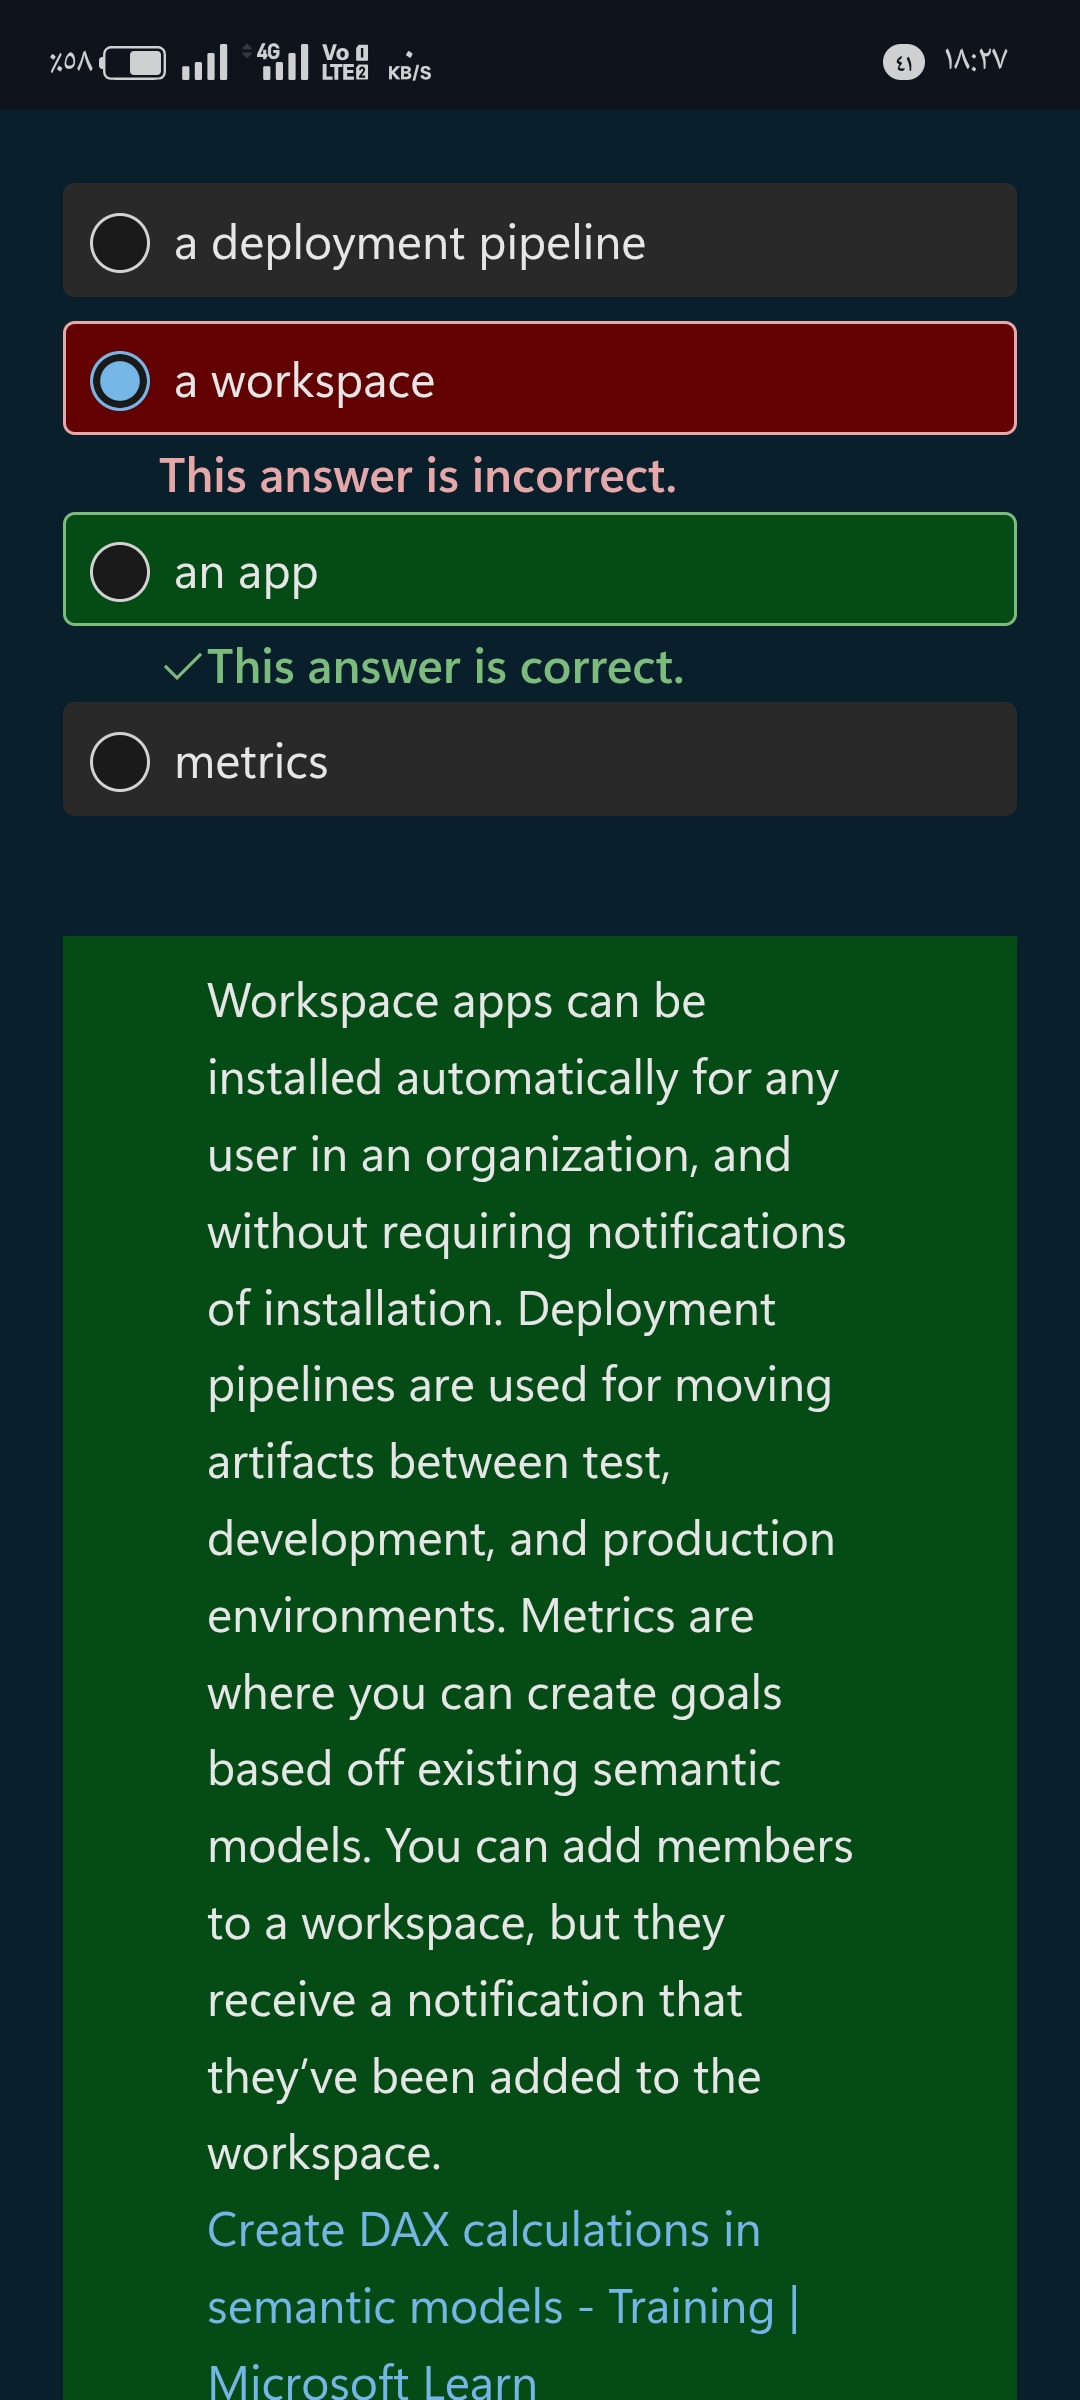 ٪٥٨ 4G Vo 1 LTE 2 ٠ KB/S ٤١ ١٨:٢٧
a deployment pipeline
a workspace
This answer is incorrect.
an app
✓This answer is correct.
metrics
Workspace apps can be
installed automatically for any
user in an organization, and
without requiring notifications
of installation. Deployment
pipelines are used for moving
artifacts between test,
development, and production
environments. Metrics are
where you can create goals
based off existing semantic
models. You can add members
to a workspace, but they
receive a notification that
they’ve been added to the
workspace.
Create DAX calculations in
semantic models - Training |
Microsoft Learn